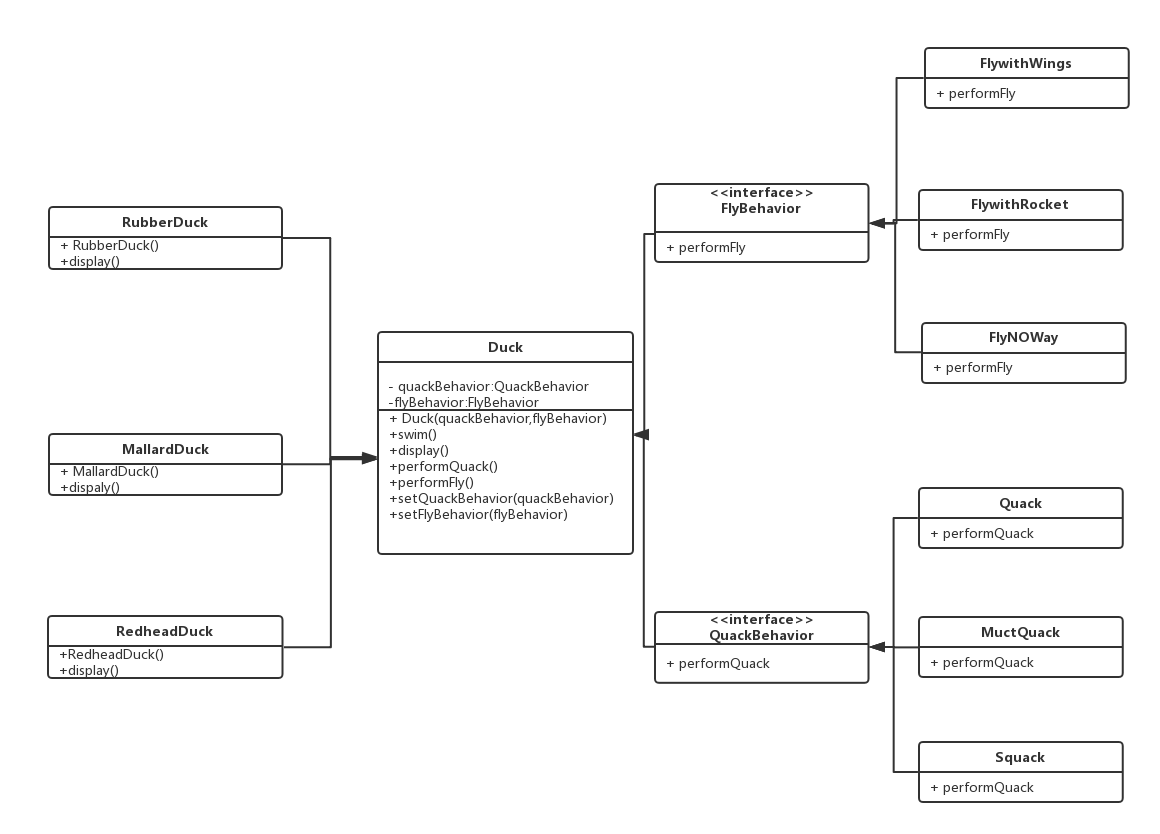 RubberDuck
+ RubberDuck()
+display()
MallardDuck
+ MallardDuck()
+dispaly()
RedheadDuck
+RedheadDuck()
+display()
Duck
- quackBehavior:QuackBehavior
-flyBehavior:FlyBehavior
+ Duck(quackBehavior,flyBehavior)
+swim()
+display()
+performQuack()
+performFly()
+setQuackBehavior(quackBehavior)
+setFlyBehavior(flyBehavior)
<<interface>>
FlyBehavior
+ performFly
<<interface>>
QuackBehavior
+ performQuack
FlywithWings
+ performFly
FlywithRocket
+ performFly
FlyNOWay
+ performFly
Quack
+ performQuack
MuctQuack
+ performQuack
Squack
+ performQuack